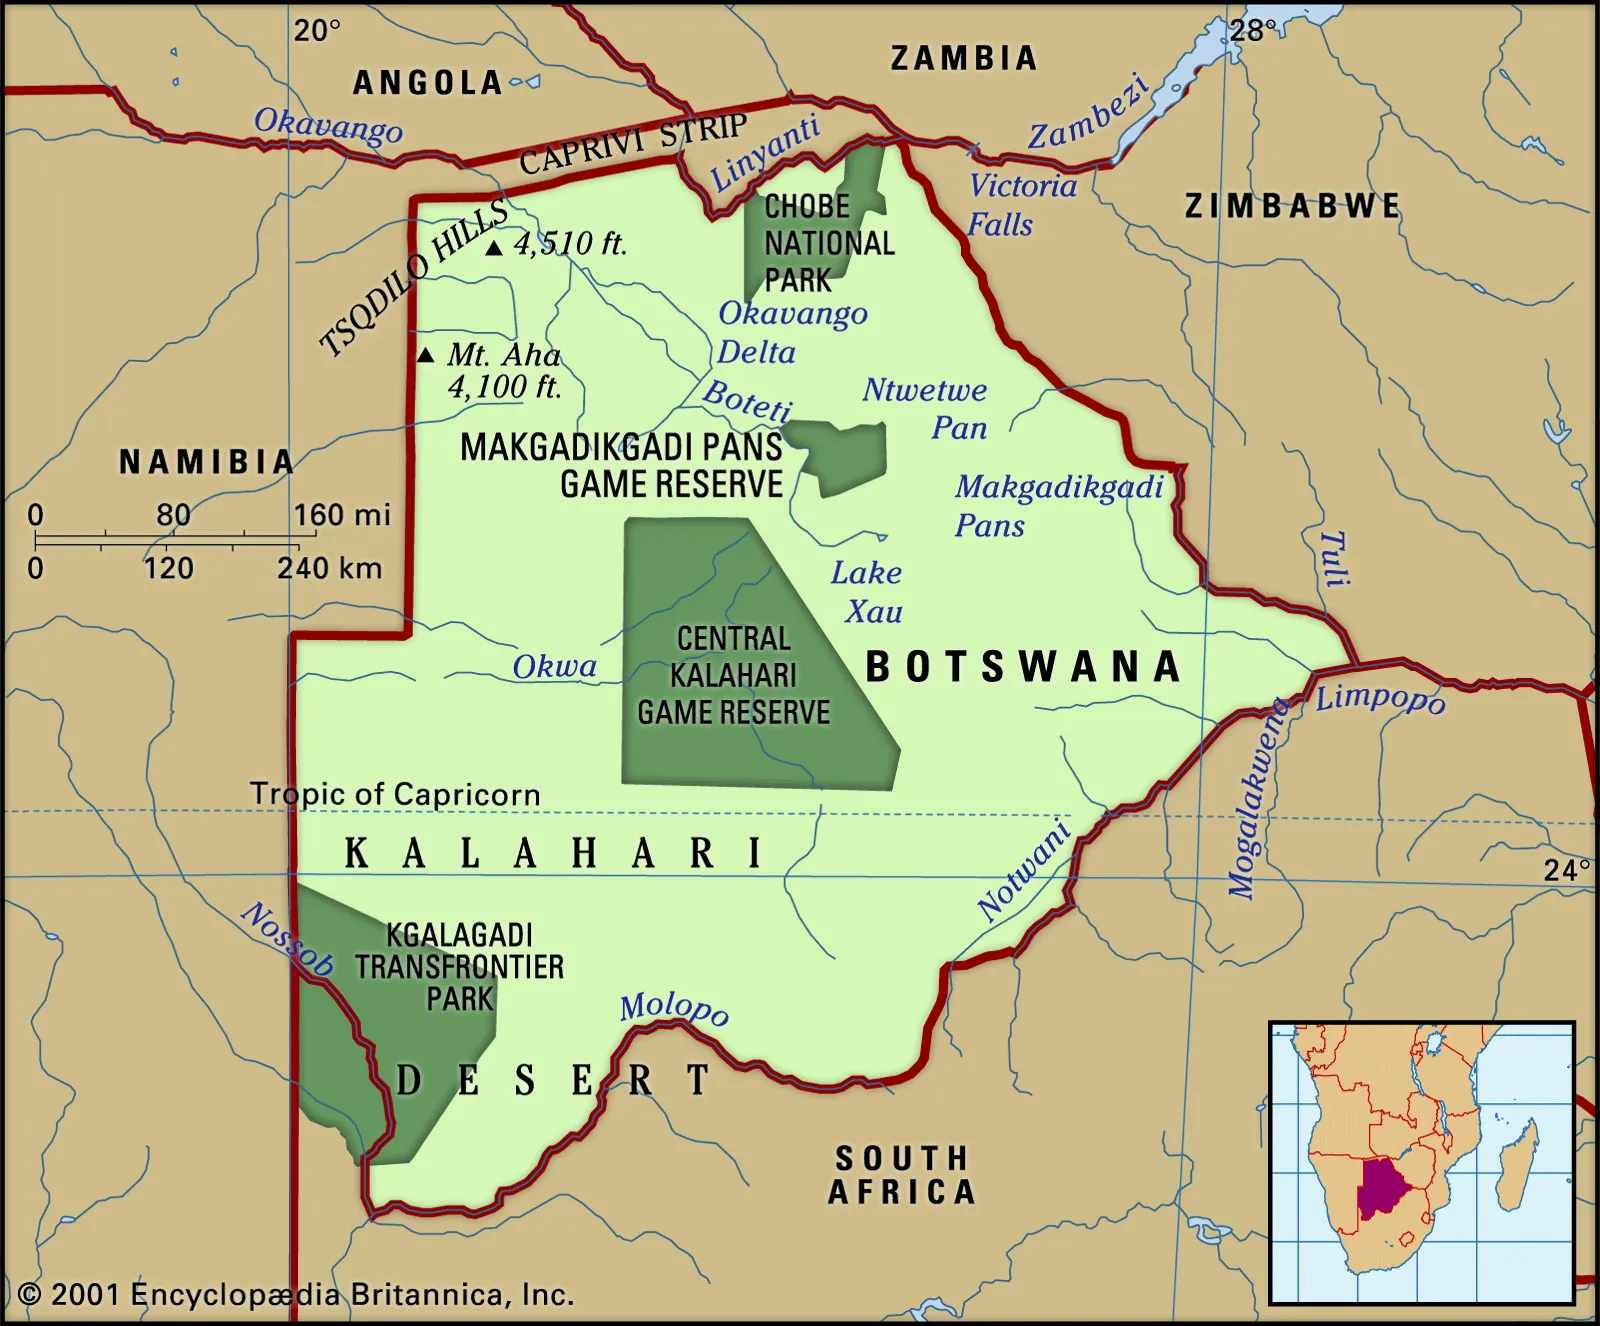 20°
28°
ANGOLA
ZAMBIA
Okavango
CAPRIVI STRIP
Linyanti
Zambezi
Victoria
Falls
ZIMBABWE
CHOBE
NATIONAL
PARK
TSQDILO HILLS
4,510 ft.
Okavango
Delta
Mt. Aha
4,100 ft.
Boteti
Ntwetwe
Pan
NAMIBIA
MAKGADIKGADI PANS
GAME RESERVE
Makgadikgadi
Pans
0 80 160 mi
0 120 240 km
Tuli
Lake
Xau
CENTRAL
KALAHARI
GAME RESERVE
Okwa
BOTSWANA
Limpopo
Mogalakwena
Tropic of Capricorn
KALAHARI
24°
Notwani
Nossob
KGALAGADI
TRANSFRONTIER
PARK
Molopo
DESERT
SOUTH
AFRICA
© 2001 Encyclopædia Britannica, Inc.